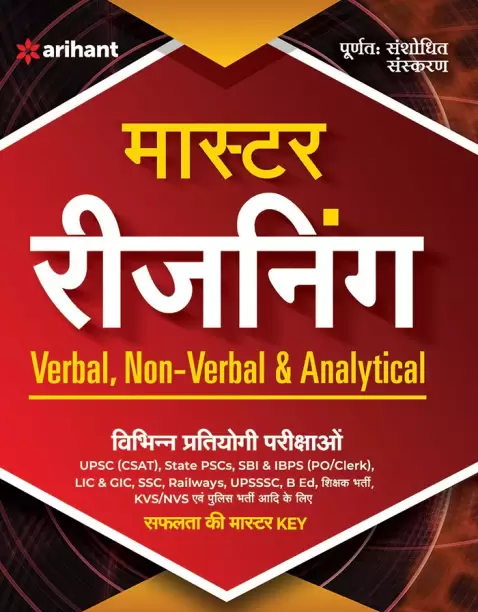 arihant
पूर्णतः संशोधित
संस्करण
मास्टर
रीजनिंग
Verbal, Non-Verbal & Analytical
विभिन्न प्रतियोगी परीक्षाओं
UPSC (CSAT), State PSCs, SBI & IBPS (PO/Clerk),
LIC & GIC, SSC, Railways, UPSSSC, B Ed, शिक्षक भर्ती,
KVS/NVS एवं पुलिस भर्ती आदि के लिए
सफलता की मास्टर KEY